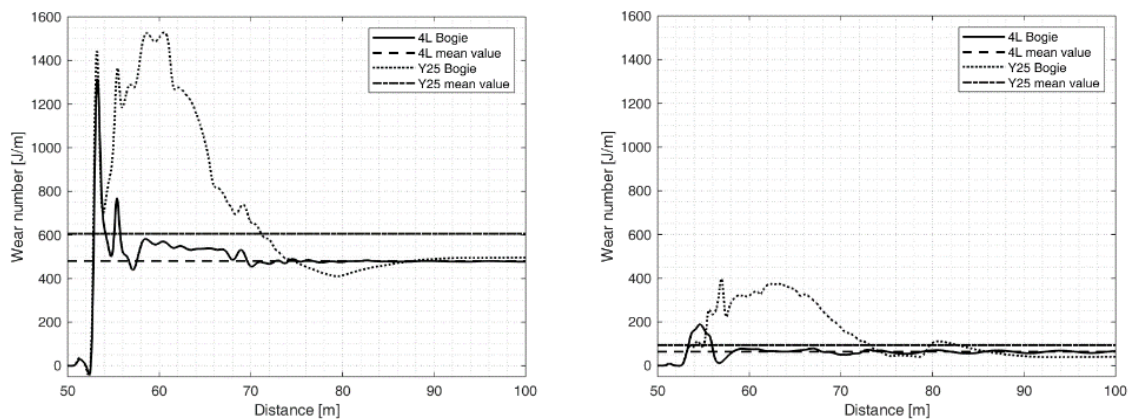 1600
1400
1200
1000
800
600
400
200
0
Wear number [J/m]
4L Bogie
4L mean value
Y25 Bogie
Y25 mean value
50 60 70 80 90 100
Distance [m]
1600
1400
1200
1000
800
600
400
200
0
Wear number [J/m]
4L Bogie
4L mean value
Y25 Bogie
Y25 mean value
50 60 70 80 90 100
Distance [m]